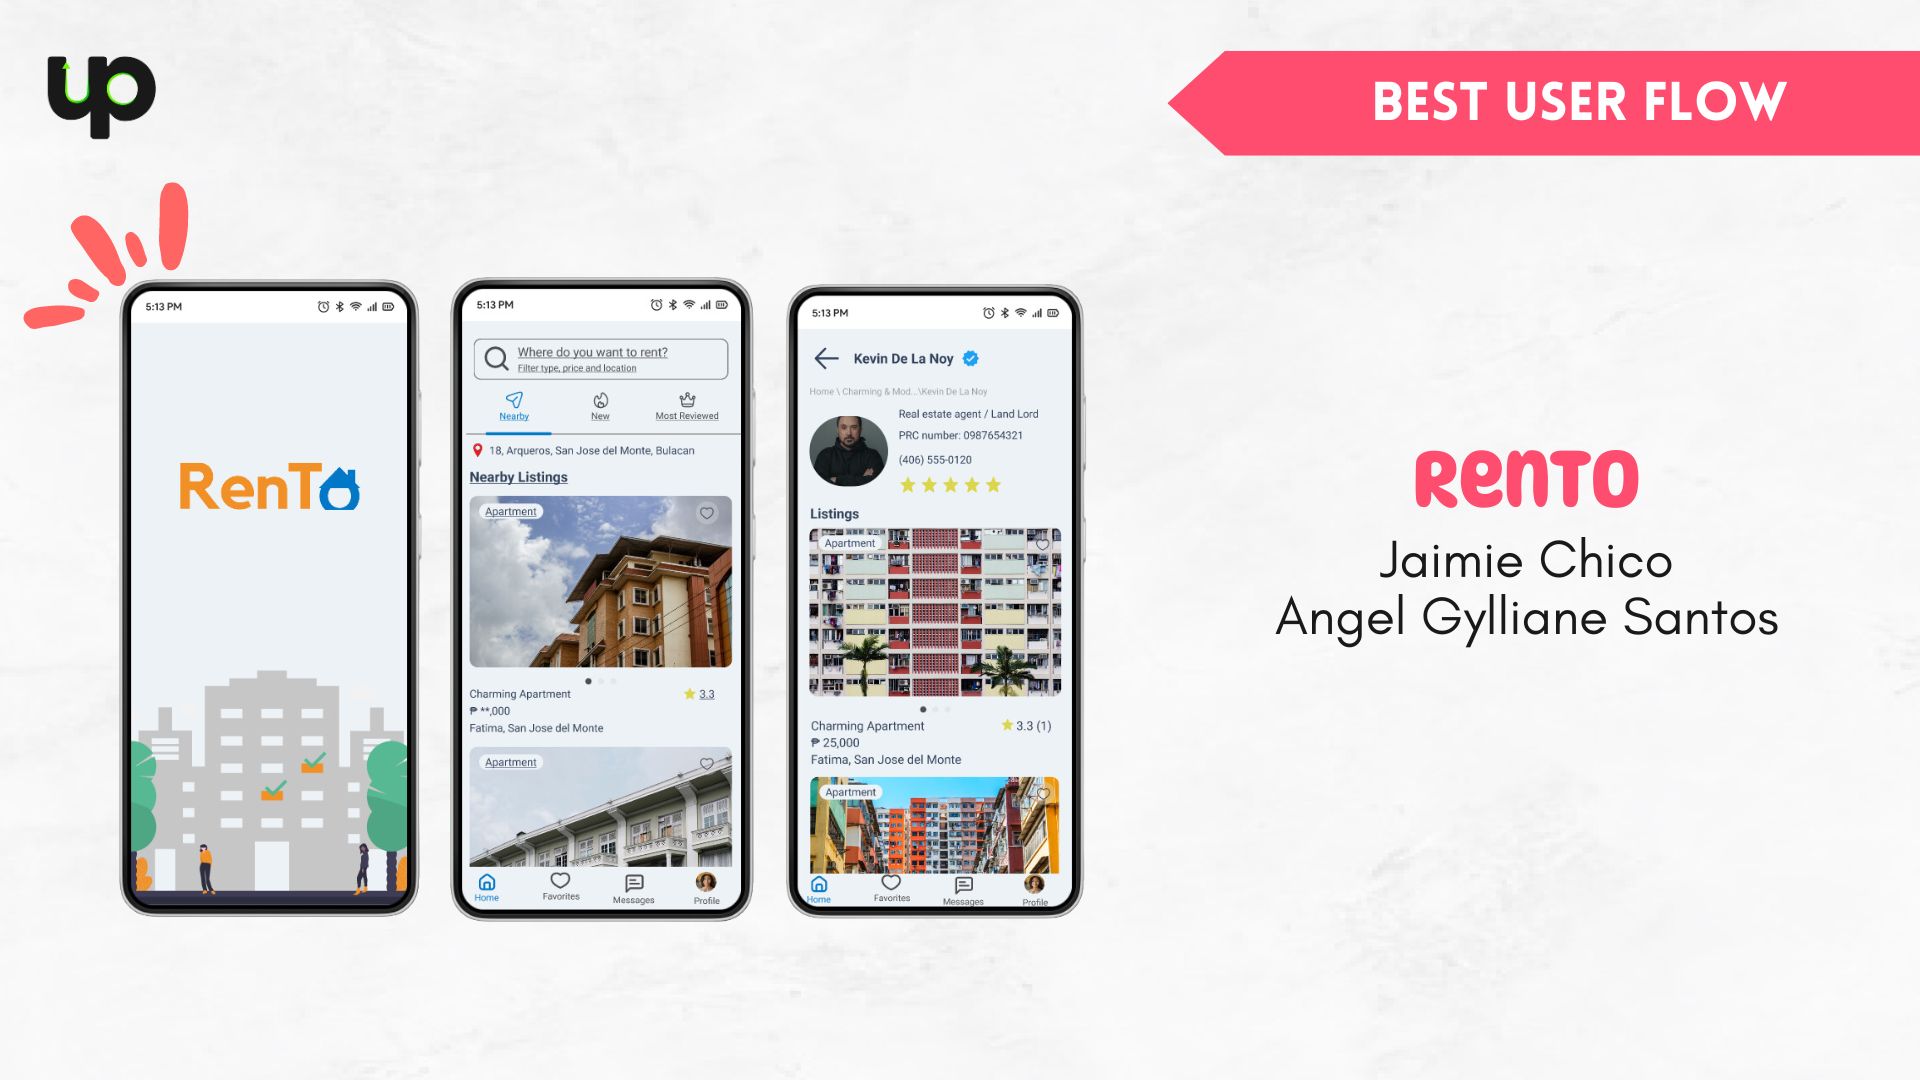 up
BEST USER FLOW
5:13 PM
RenTo
5:13 PM
Where do you want to rent?
Filter type, price and location
Nearby
New
Most Reviewed
18, Arqueros, San Jose del Monte, Bulacan
Nearby Listings
Apartment
Charming Apartment
3.3
₱ **,000
Fatima, San Jose del Monte
Apartment
Home
Favorites
Messages
Profile
5:13 PM
Kevin De La Noy
Home \ Charming & Mod...\Kevin De La Noy
Real estate agent / Land Lord
PRC number: 0987654321
(406) 555-0120
Listings
Apartment
Charming Apartment
3.3 (1)
₱ 25,000
Fatima, San Jose del Monte
Apartment
Home
Favorites
Messages
Profile
RENTO
Jaimie Chico
Angel Gylliane Santos